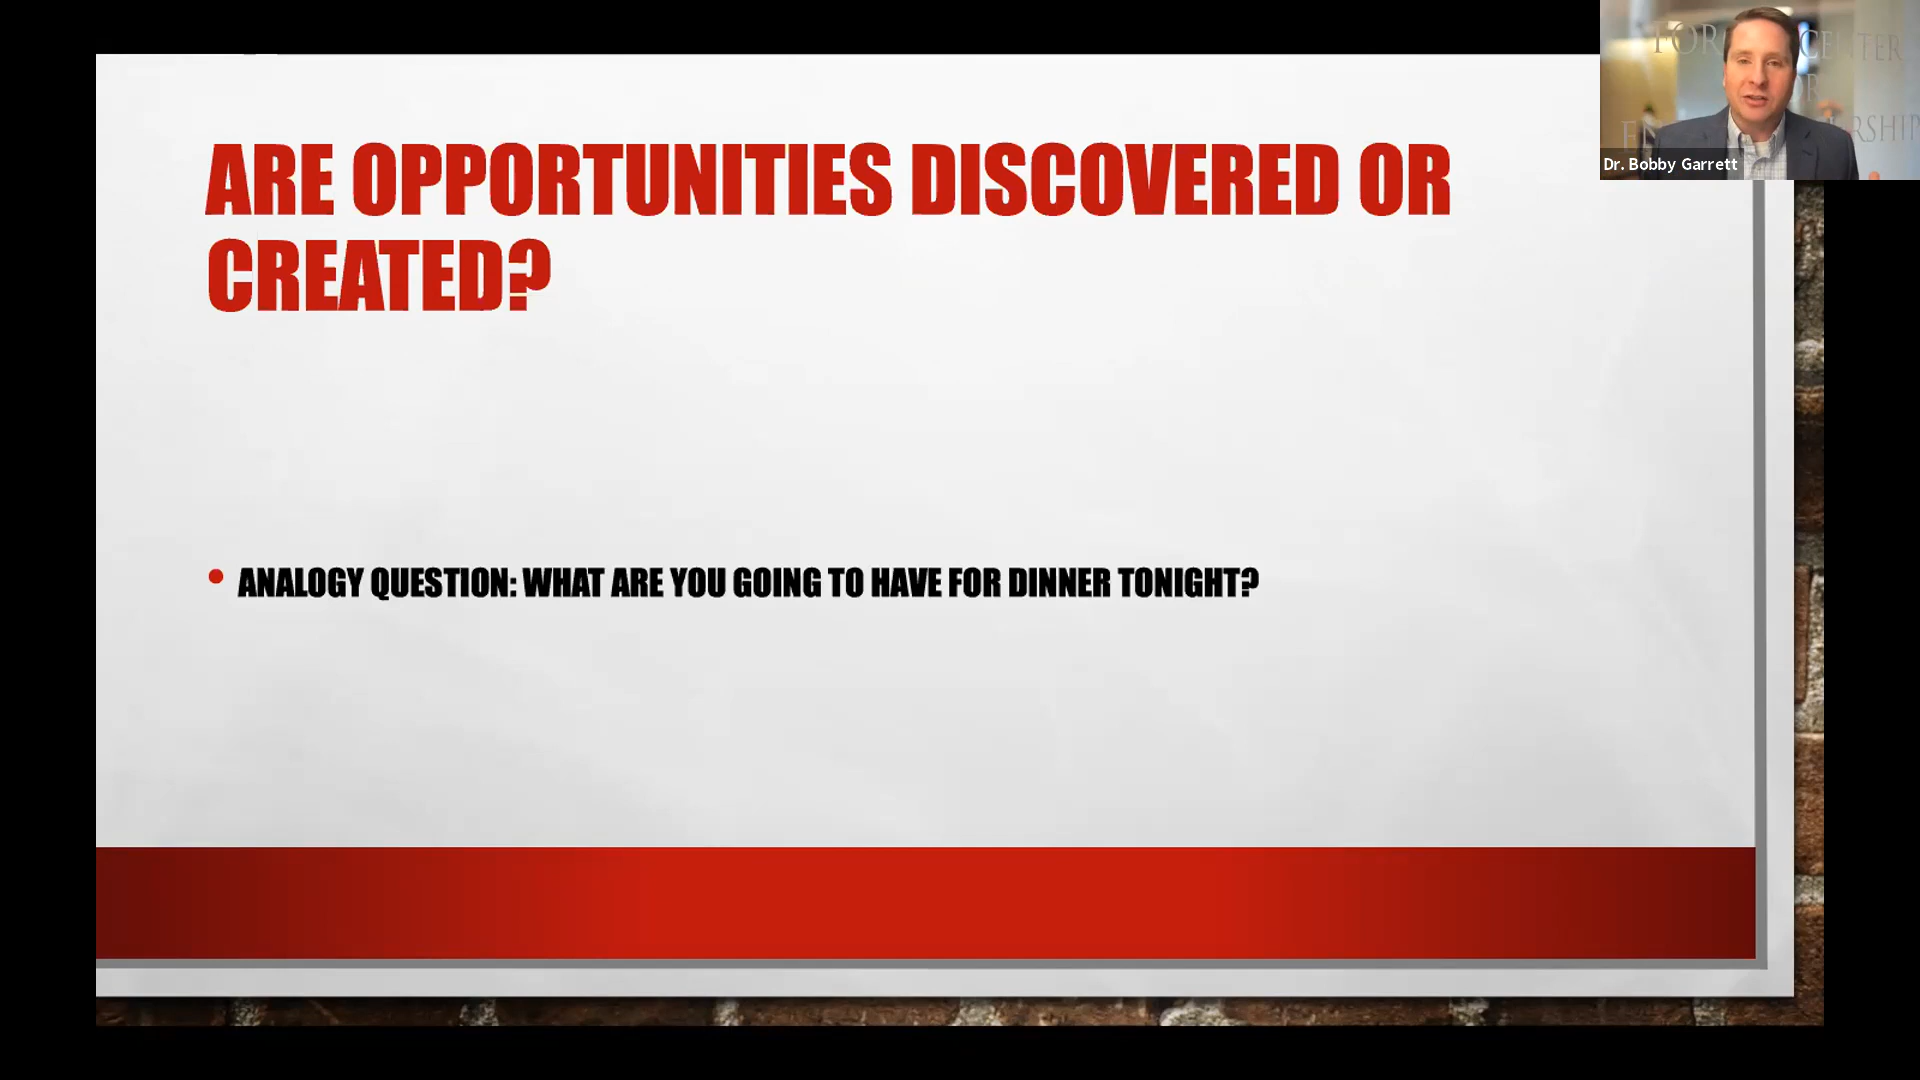 ARE OPPORTUNITIES DISCOVERED OR
CREATED?
• ANALOGY QUESTION: WHAT ARE YOU GOING TO HAVE FOR DINNER TONIGHT?
CENTER
Dr. Bobby Garrett